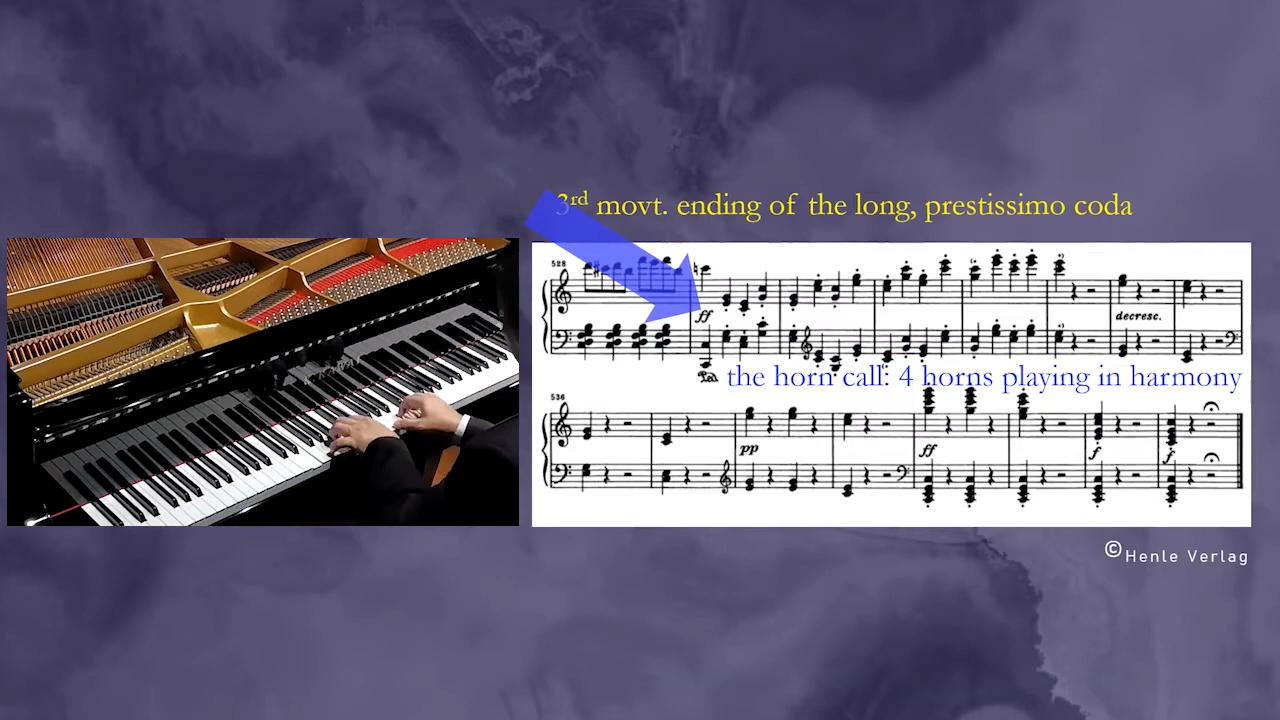 3rd movt. ending of the long, prestissimo coda
528
ff
decresc.
the horn call: 4 horns playing in harmony
536
pp
ff
f
f
© Henle Verlag